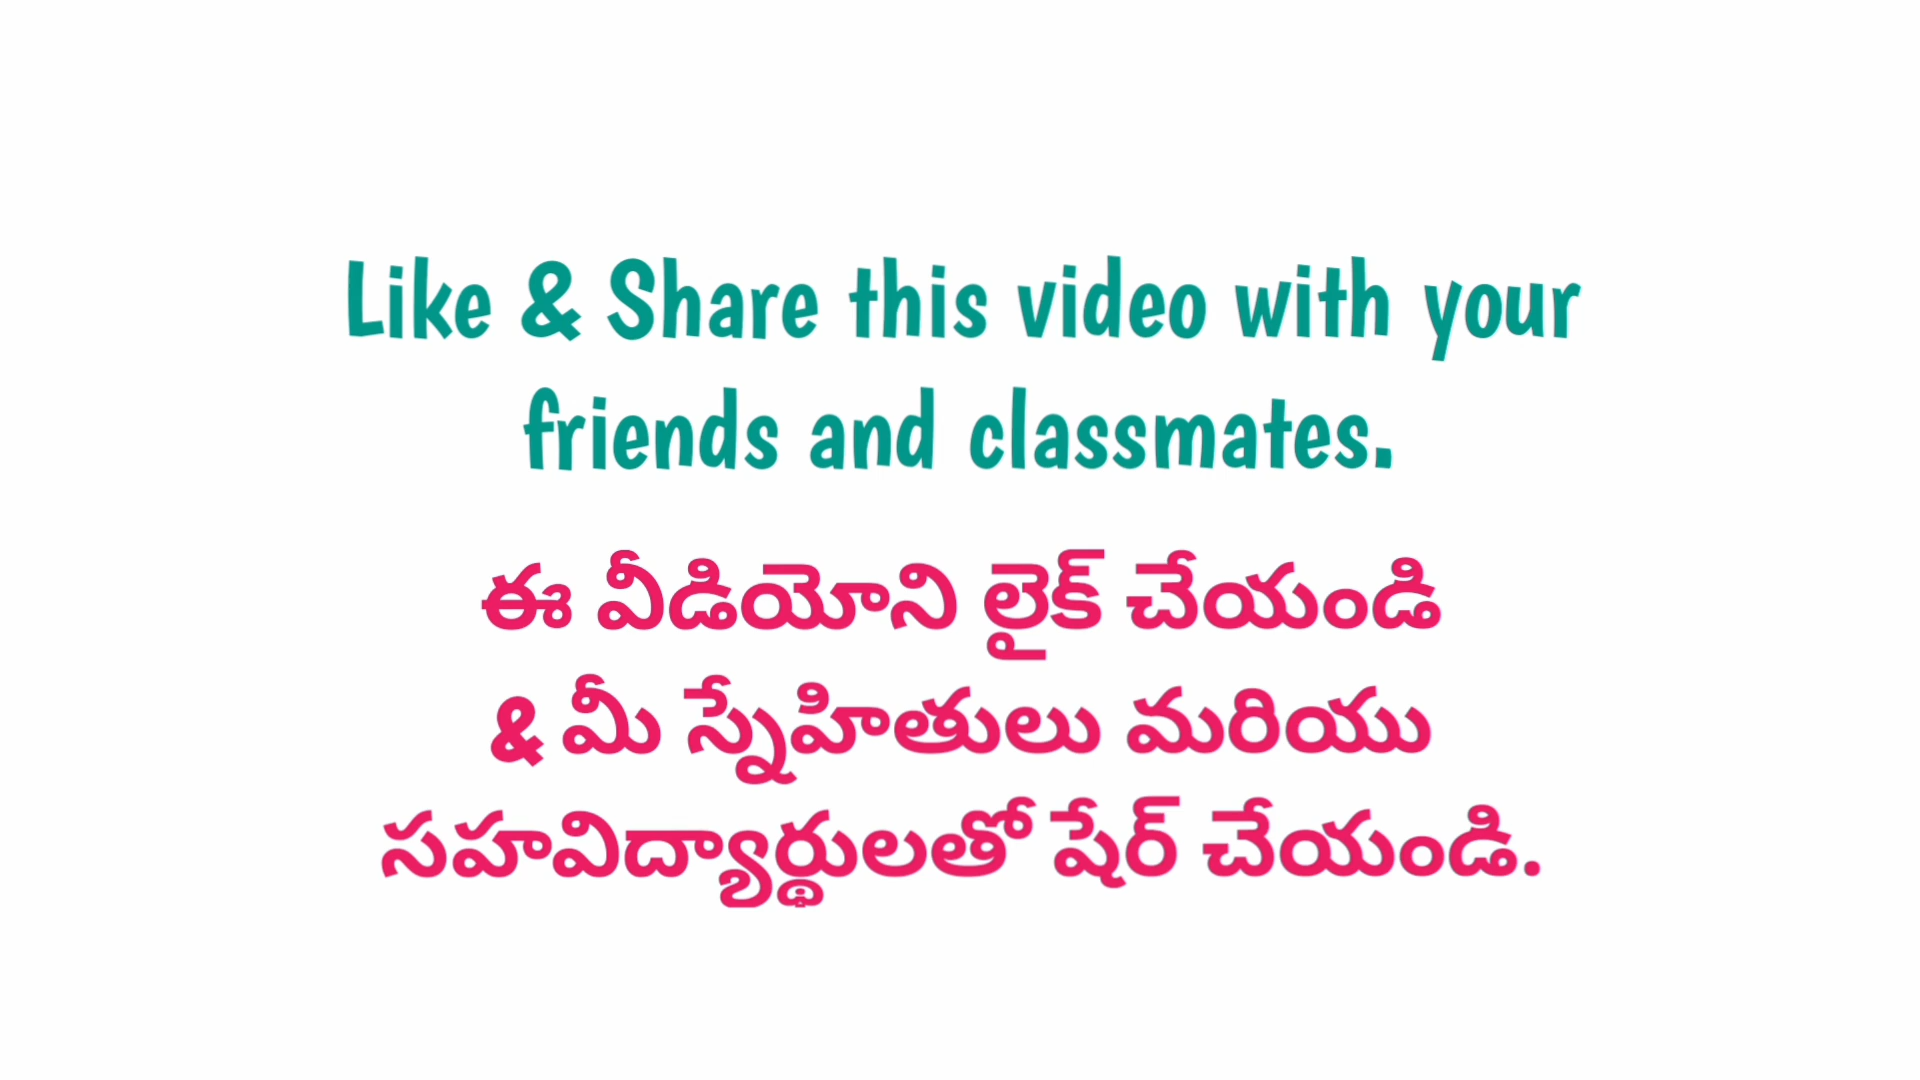 Like & Share this video with your
friends and classmates.
ఈ వీడియోని లైక్ చేయండి
& మీ స్నేహితులు మరియు
సహవిద్యార్థులతో షేర్ చేయండి.